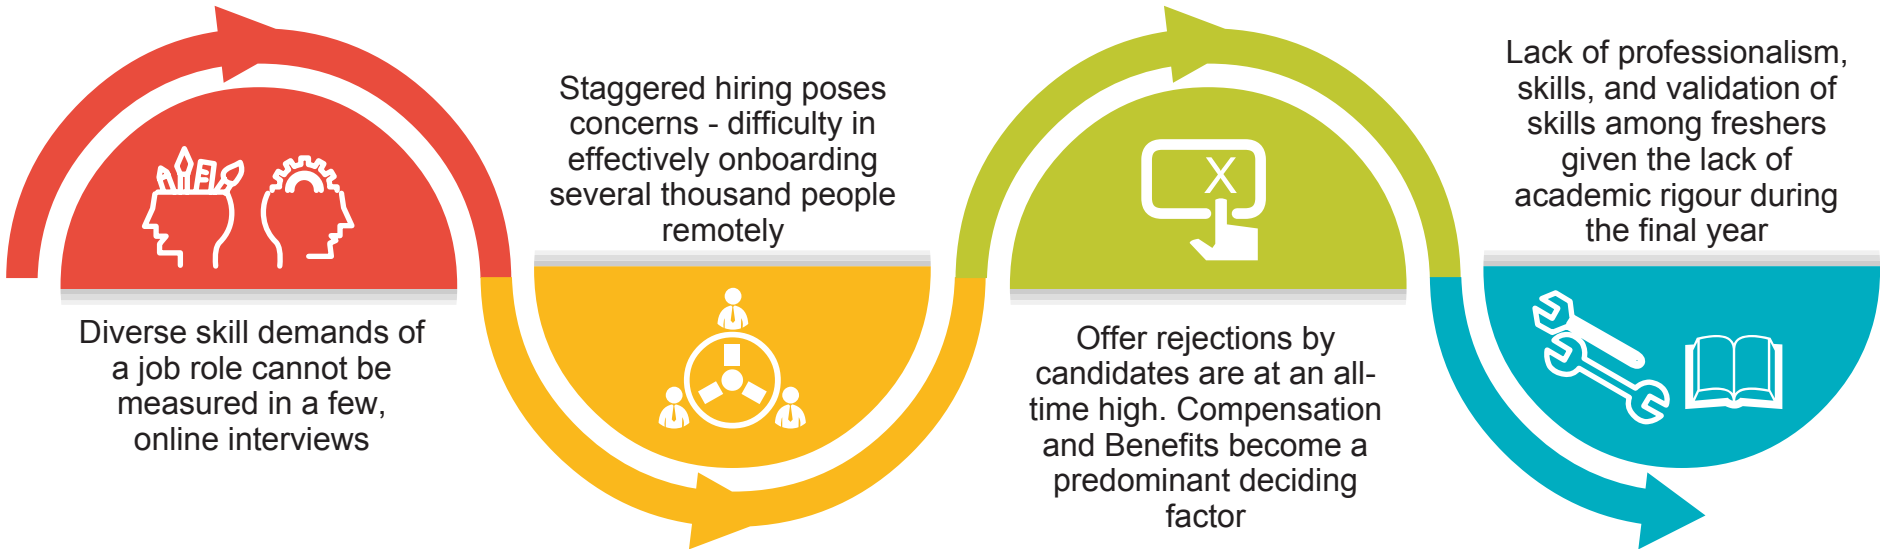 Diverse skill demands of
a job role cannot be
measured in a few,
online interviews
Staggered hiring poses
concerns - difficulty in
effectively onboarding
several thousand people
remotely
X
Offer rejections by
candidates are at an all-
time high. Compensation
and Benefits become a
predominant deciding
factor
Lack of professionalism,
skills, and validation of
skills among freshers
given the lack of
academic rigour during
the final year